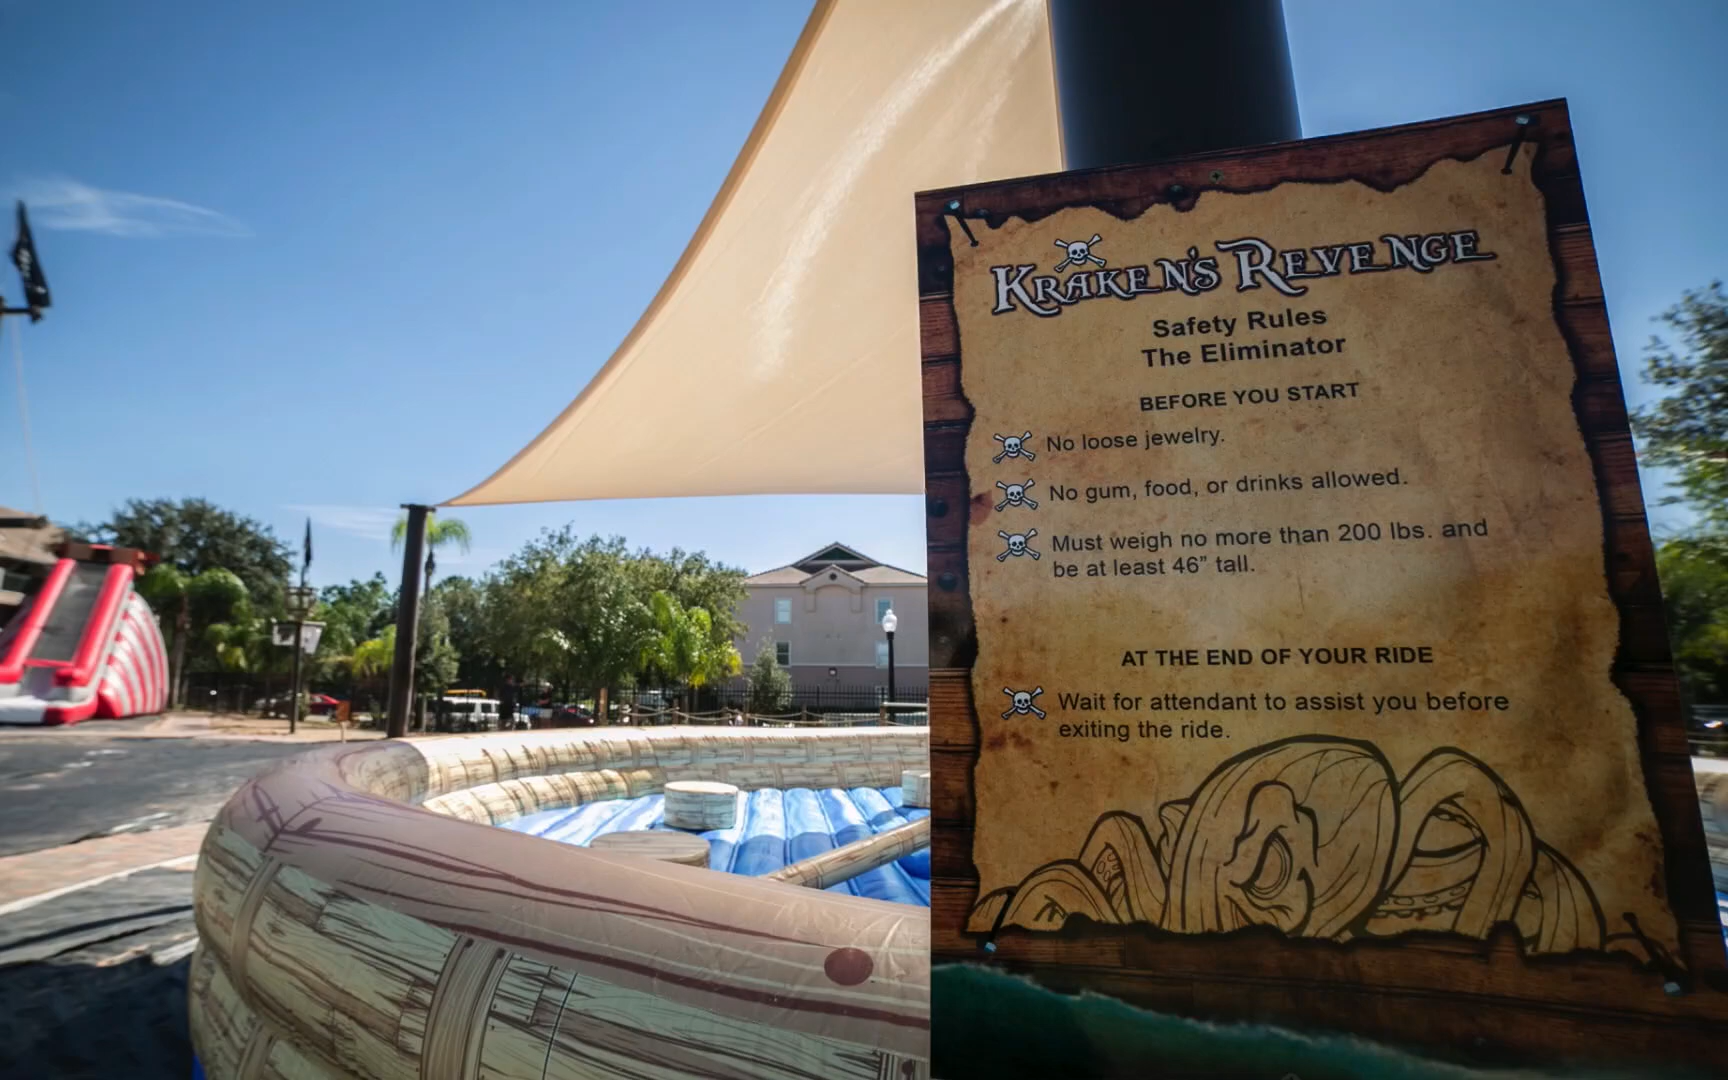 KRAKEN'S REVENGE
Safety Rules
The Eliminator
BEFORE YOU START
No loose jewelry.
No gum, food, or drinks allowed.
Must weigh no more than 200 lbs. and
be at least 46” tall.
AT THE END OF YOUR RIDE
Wait for attendant to assist you before
exiting the ride.